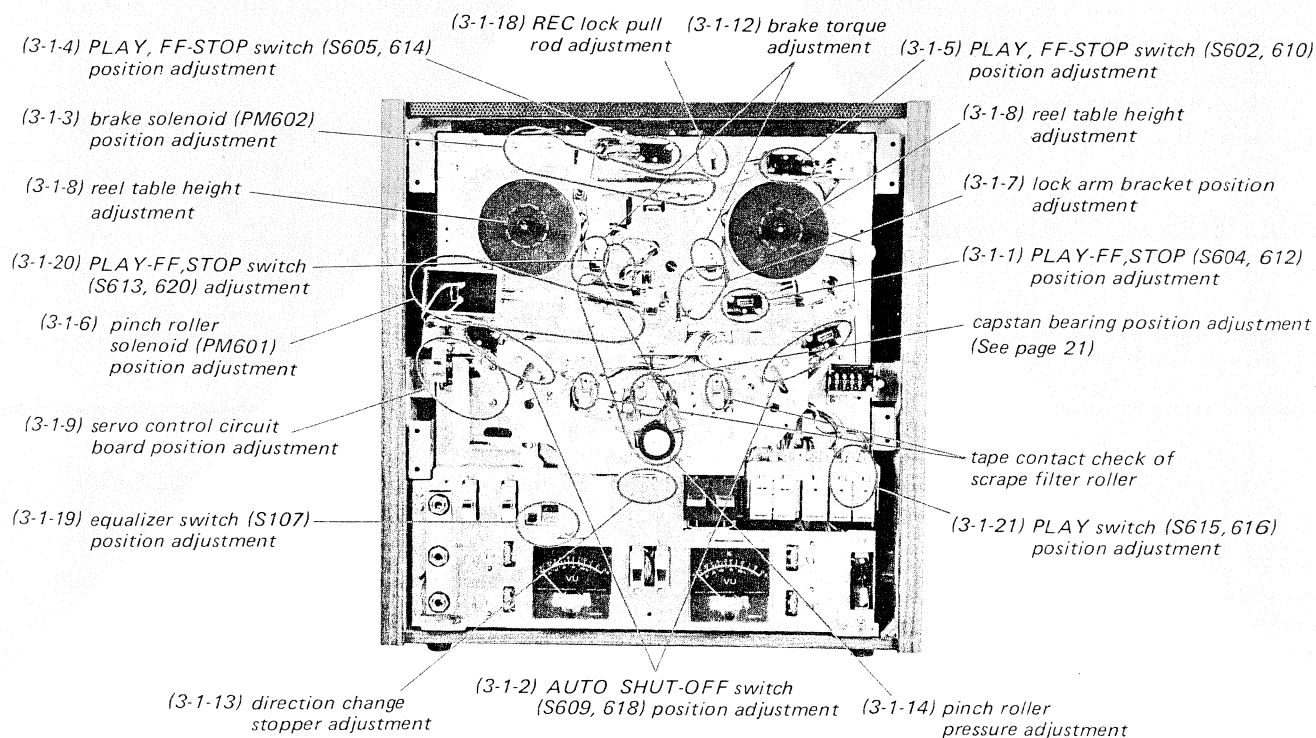 (3-1-18) REC lock pull
rod adjustment
(3-1-12) brake torque
adjustment
(3-1-4) PLAY, FF-STOP switch (S605, 614)
position adjustment
(3-1-5) PLAY, FF-STOP switch (S602, 610)
position adjustment
(3-1-3) brake solenoid (PM602)
position adjustment
(3-1-8) reel table height
adjustment
(3-1-8) reel table height
adjustment
(3-1-7) lock arm bracket position
adjustment
(3-1-20) PLAY-FF,STOP switch
(S613, 620) adjustment
(3-1-1) PLAY-FF,STOP (S604, 612)
position adjustment
(3-1-6) pinch roller
solenoid (PM601)
position adjustment
capstan bearing position adjustment
(See page 21)
(3-1-9) servo control circuit
board position adjustment
tape contact check of
scrape filter roller
(3-1-19) equalizer switch (S107)
position adjustment
(3-1-21) PLAY switch (S615, 616)
position adjustment
VU
VU
(3-1-13) direction change
stopper adjustment
(3-1-2) AUTO SHUT-OFF switch
(S609, 618) position adjustment
(3-1-14) pinch roller
pressure adjustment